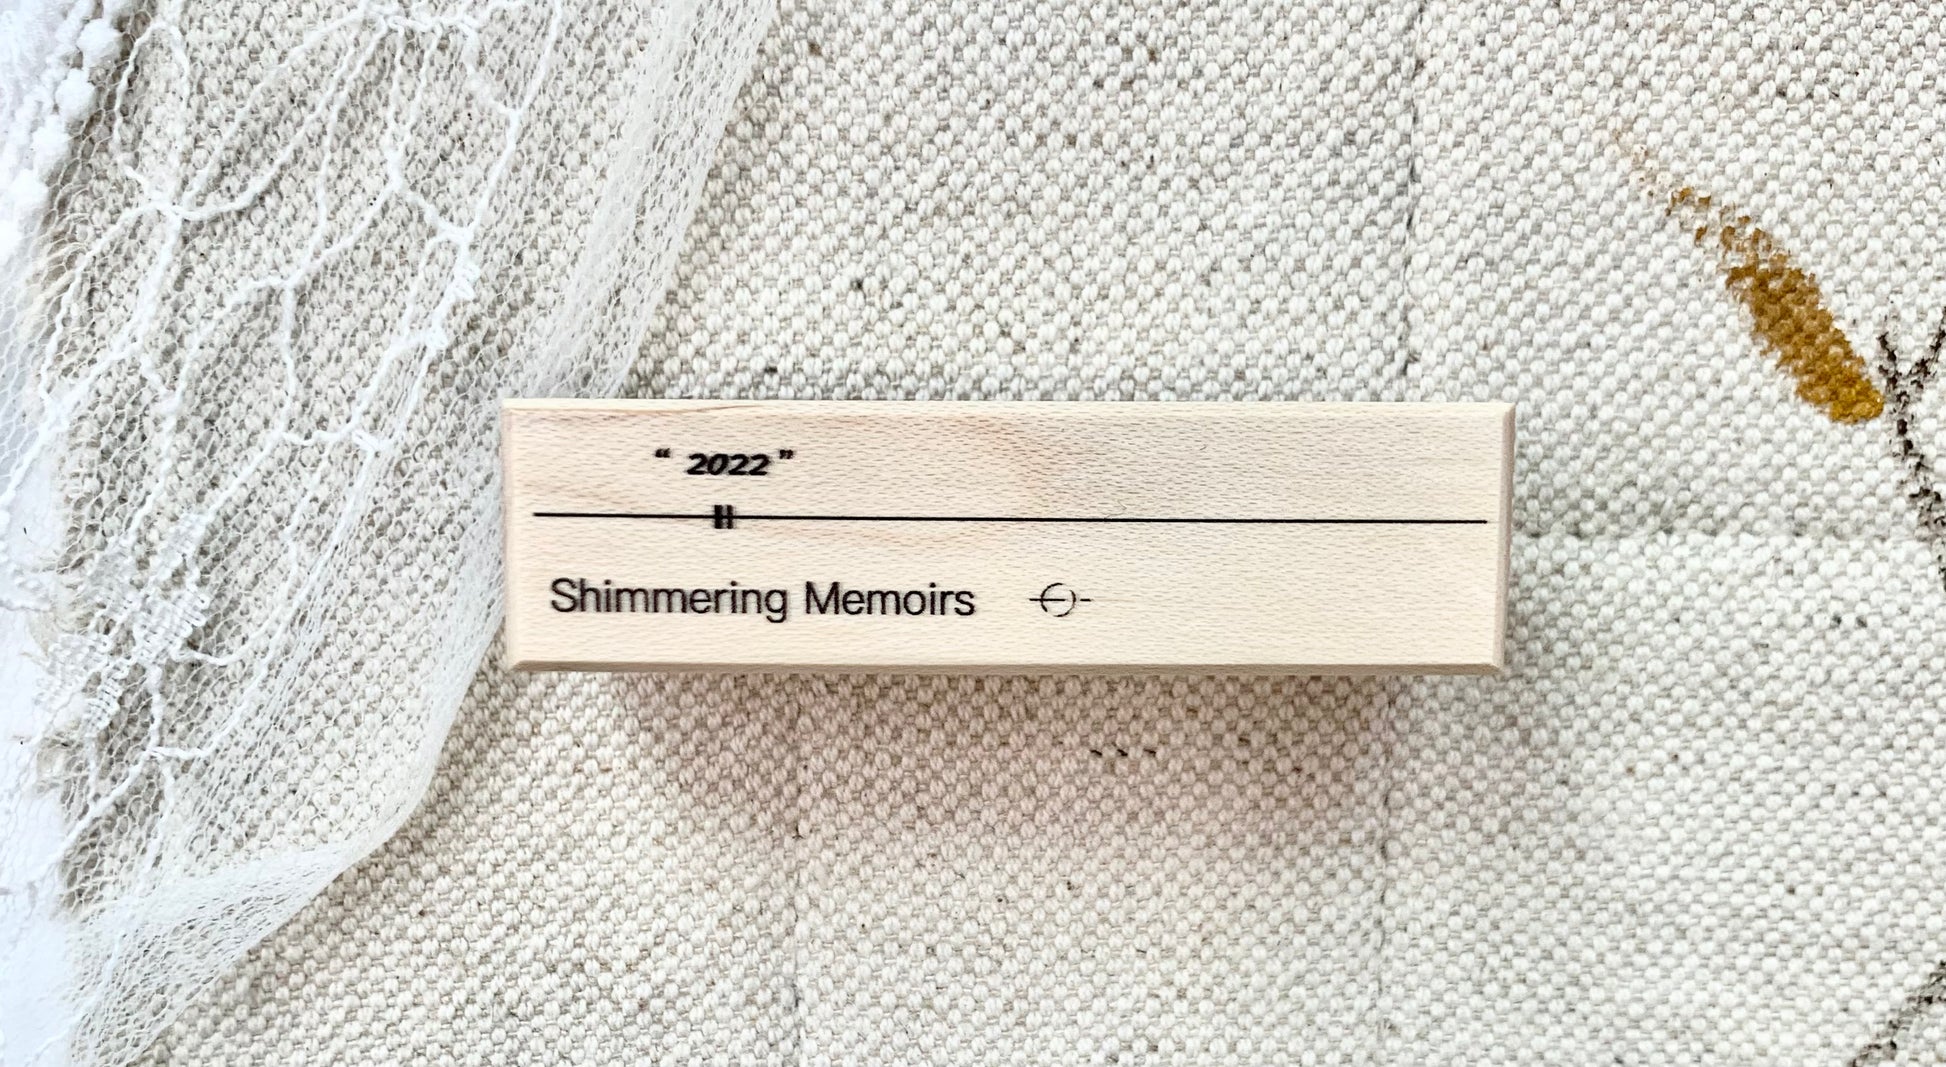 “ 2022 ”
Shimmering Memoirs